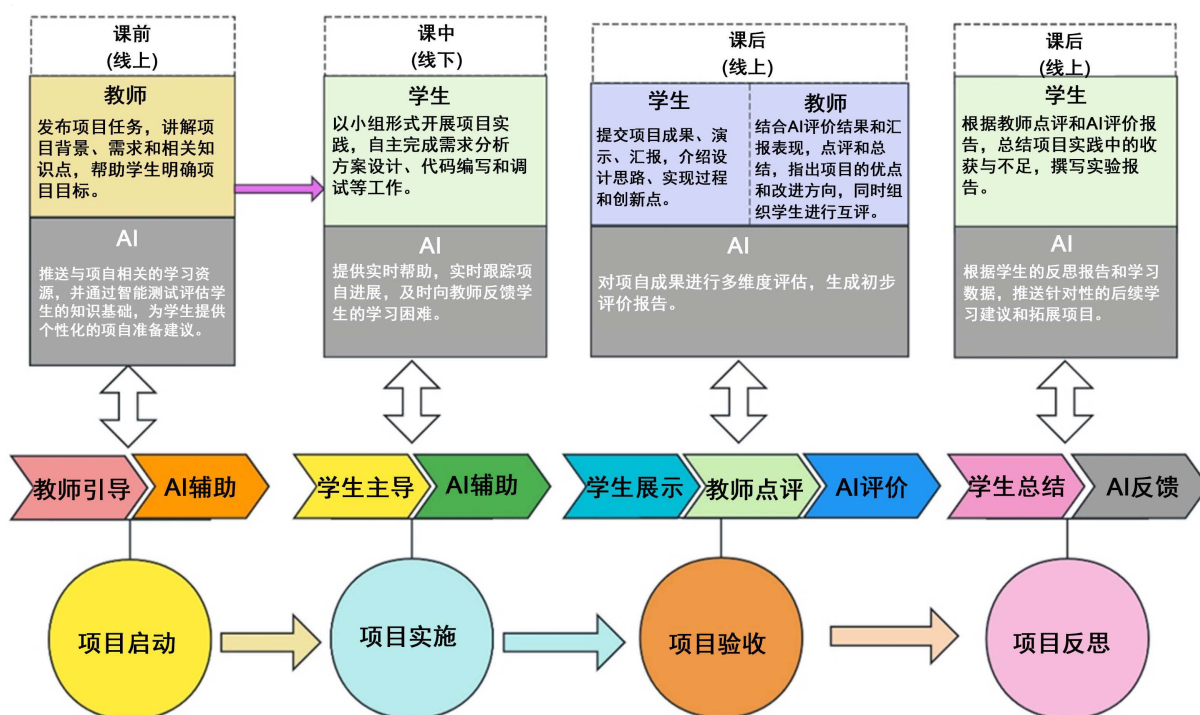 课前
(线上)
教师
发布项目任务，讲解项
目背景、需求和相关知
识点，帮助学生明确项
目目标。
AI
推送与项自相关的学习资
源，并通过智能测试评估学
生的知识基础，为学生提供
个性化的项自准备建议。
课中
(线下)
学生
以小组形式开展项目实
践，自主完成需求分析
方案设计、代码编写和调
试等工作。
AI
提供实时帮助，实时跟踪项
自进展，及时向教师反馈学
生的学习困难。
课后
(线上)
学生
提交项目成果、演
示、汇报，介绍设
计思路、实现过程
和创新点。
教师
结合AI评价结果和汇
报表现，点评和总
结，指出项目的优点
和改进方向，同时组
织学生进行互评。
AI
对项自成果进行多维度评估，生成初步
评价报告。
课后
(线上)
学生
根据教师点评和AI评价报
告，总结项目实践中的收
获与不足，撰写实验报
告。
AI
根据学生的反思报告和学习
数据，推送针对性的后续学
习建议和拓展项目。
教师引导
AI辅助
学生主导
AI辅助
学生展示
教师点评
AI评价
学生总结
AI反馈
项目启动
项目实施
项目验收
项目反思